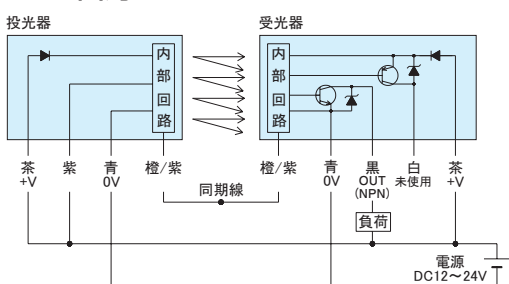 投光器
受光器
内部回路
内部回路
茶
+V
紫
青
0V
橙/紫
同期線
橙/紫
青
0V
黒
OUT
(NPN)
負荷
白
未使用
茶
+V
電源
DC12～24V